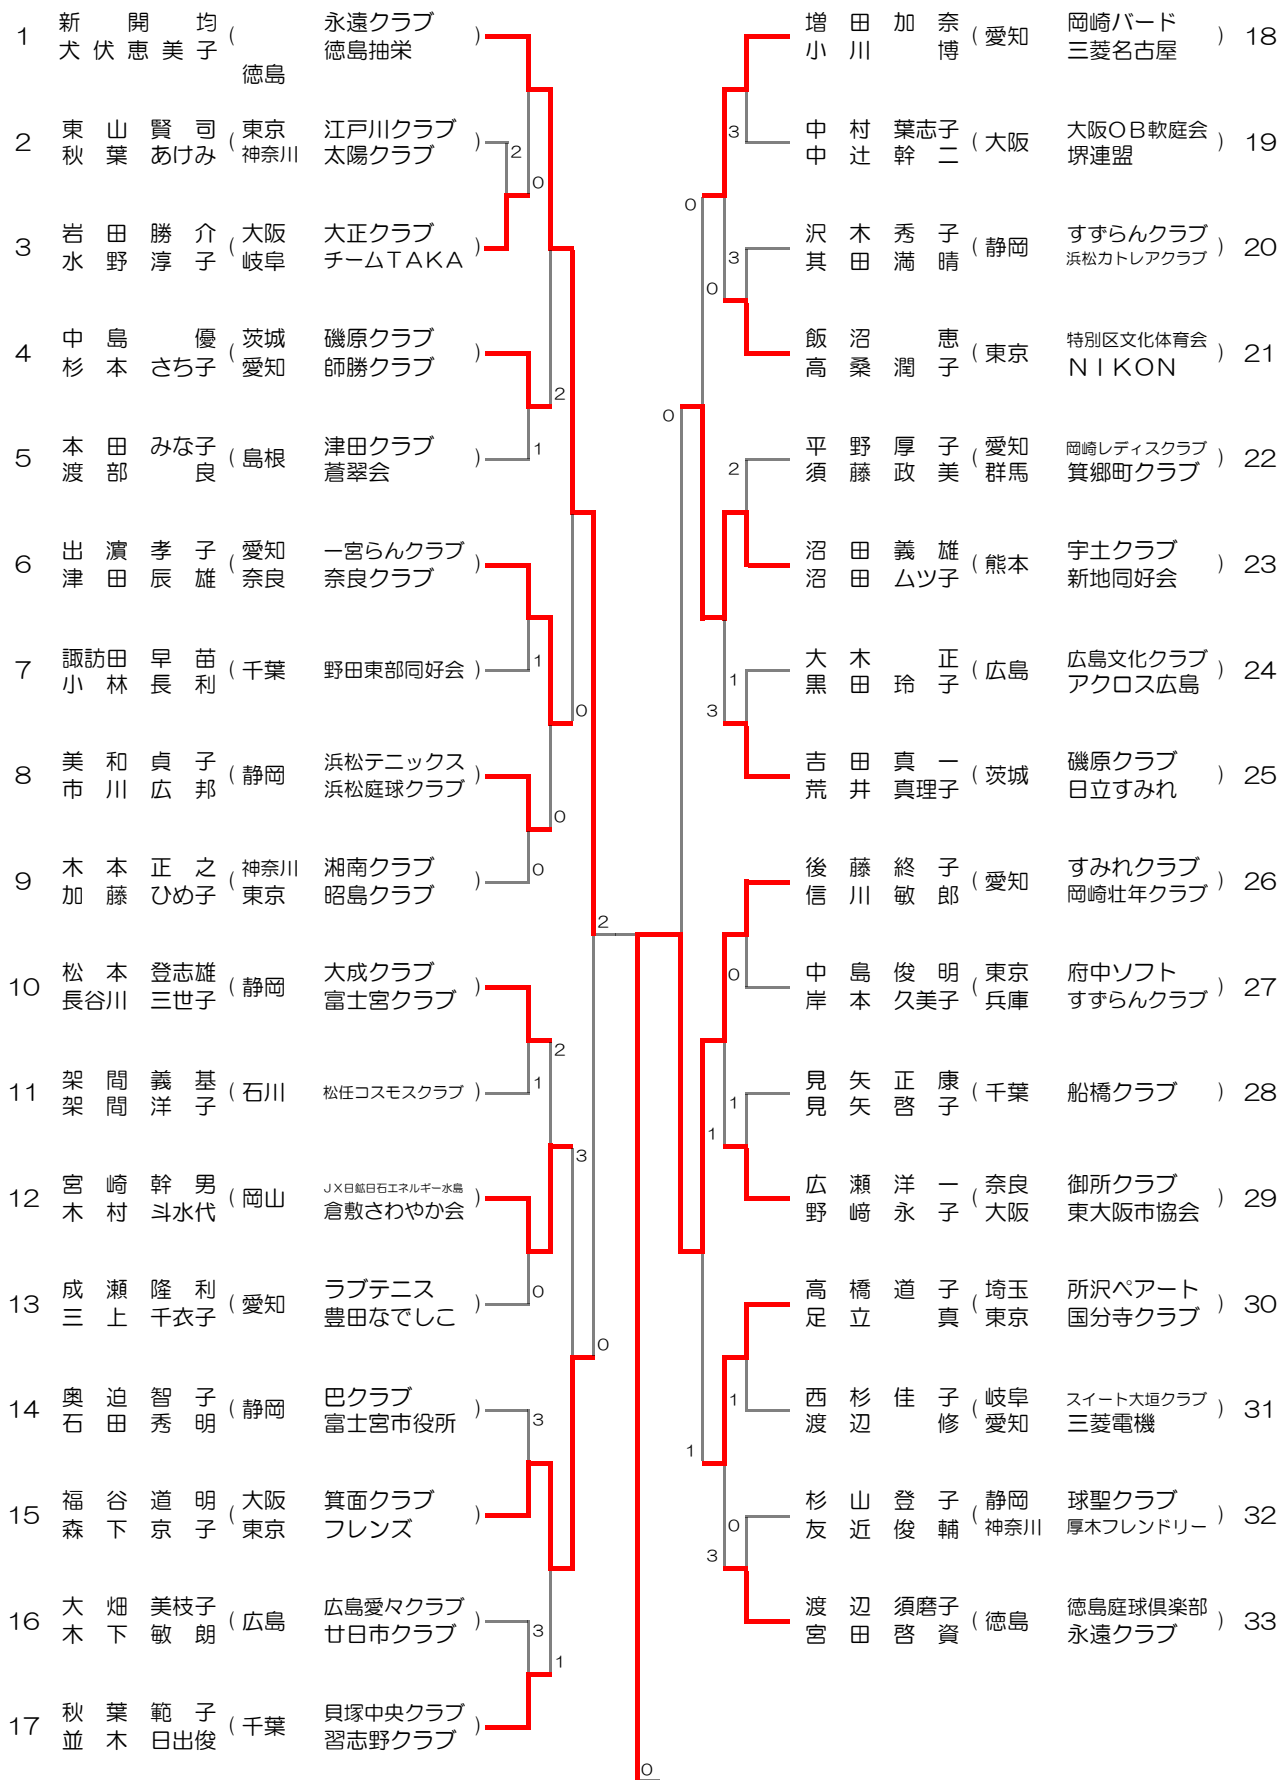 1 新開均 ( 永遠クラブ )
犬伏恵美子 徳島抽栄
徳島
2 東山賢司 ( 東京 江戸川クラブ )
秋葉あけみ 神奈川 太陽クラブ
2
0
3 岩田勝介 ( 大阪 大正クラブ )
水野淳子 岐阜 チームTAKA
4 中島優 ( 茨城 磯原クラブ )
杉本さち子 愛知 師勝クラブ
2
5 本田みな子 ( 島根 津田クラブ )
渡部良 蒼翠会
1
6 出濵孝子 ( 愛知 一宮らんクラブ )
津田辰雄 奈良 奈良クラブ
7 諏訪田早苗 ( 千葉 野田東部同好会 )
小林長利
1
0
8 美和貞子 ( 静岡 浜松テニックス )
市川広邦 浜松庭球クラブ
0
9 木本正之 ( 神奈川 湘南クラブ )
加藤ひめ子 東京 昭島クラブ
0
2
10 松本登志雄 ( 静岡 大成クラブ )
長谷川三世子 富士宮クラブ
2
11 架間義基 ( 石川 松任コスモスクラブ )
架間洋子
1
3
12 宮崎幹男 ( 岡山 JX日鉱日石エネルギー水島 )
木村斗水代 倉敷さわやか会
13 成瀬隆利 ( 愛知 ラブテニス )
三上千衣子 豊田なでしこ
0
0
14 奥迫智子 ( 静岡 巴クラブ )
石田秀明 富士宮市役所
3
15 福谷道明 ( 大阪 箕面クラブ )
森下京子 東京 フレンズ
16 大畑美枝子 ( 広島 広島愛々クラブ )
木下敏朗 廿日市クラブ
3
1
17 秋葉範子 ( 千葉 貝塚中央クラブ )
並木日出俊 習志野クラブ
0
増田加奈 ( 愛知 岡崎バード ) 18
小川博 三菱名古屋
3
中村葉志子 ( 大阪 大阪OB軟庭会 ) 19
中辻幹二 堺連盟
0
沢木秀子 ( 静岡 すずらんクラブ ) 20
其田満晴 浜松カトレアクラブ
3
0
飯沼恵 ( 東京 特別区文化体育会 ) 21
高桑潤子 NIKON
0
平野厚子 ( 愛知 岡崎レディスクラブ ) 22
須藤政美 群馬 箕郷町クラブ
2
沼田義雄 ( 熊本 宇土クラブ ) 23
沼田ムツ子 新地同好会
大木正 ( 広島 広島文化クラブ ) 24
黒田玲子 アクロス広島
1
3
吉田真一 ( 茨城 磯原クラブ ) 25
荒井真理子 日立すみれ
後藤終子 ( 愛知 すみれクラブ ) 26
信川敏郎 岡崎壮年クラブ
0
中島俊明 ( 東京 府中ソフト ) 27
岸本久美子 兵庫 すずらんクラブ
見矢正康 ( 千葉 船橋クラブ ) 28
見矢啓子
1
1
広瀬洋一 ( 奈良 御所クラブ ) 29
野﨑永子 大阪 東大阪市協会
高橋道子 ( 埼玉 所沢ペアート ) 30
足立真 東京 国分寺クラブ
1
西杉佳子 ( 岐阜 スイート大垣クラブ ) 31
渡辺修 愛知 三菱電機
1
杉山登子 ( 静岡 球聖クラブ ) 32
友近俊輔 神奈川 厚木フレンドリー
0
3
渡辺須磨子 ( 徳島 徳島庭球倶楽部 ) 33
宮田啓資 永遠クラブ